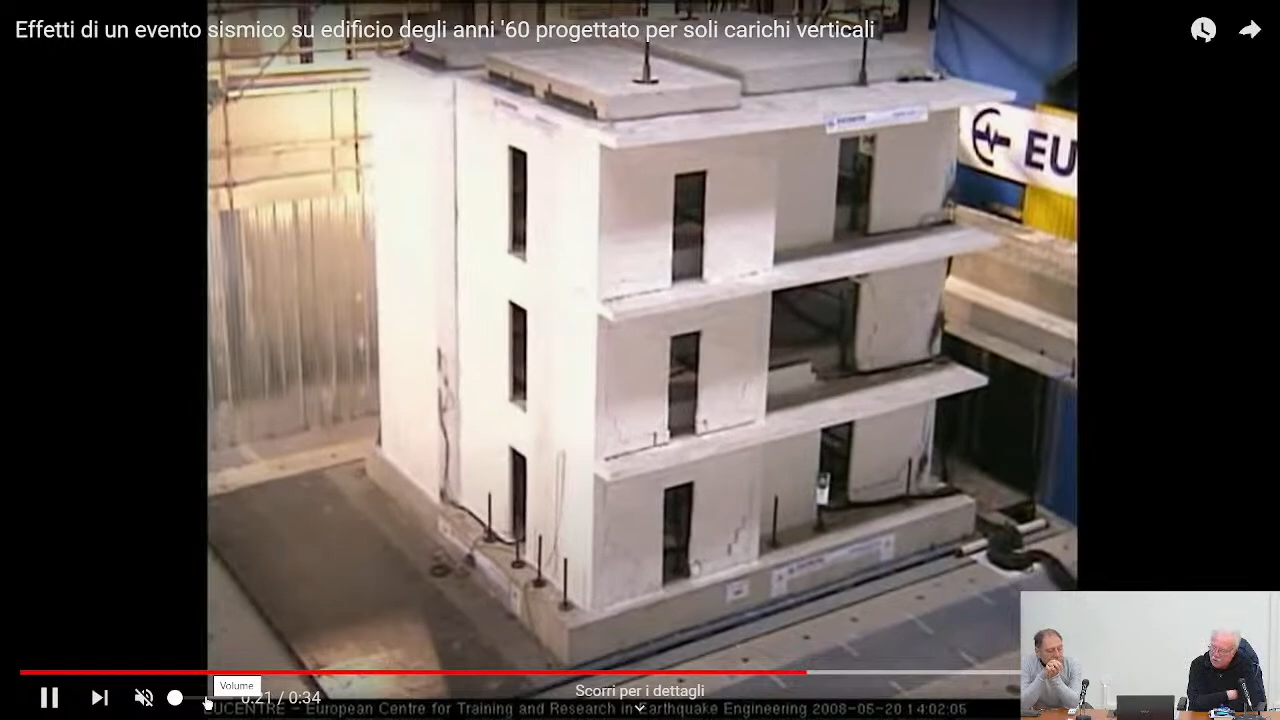 Effetti di un evento sismico su edificio degli anni '60 progettato per soli carichi verticali
EU
Volume
0:21 / 0:34
Scorri per i dettagli
EUCENTRE – European Centre for Training and Research in Earthquake Engineering 2008-05-20 14:02:05